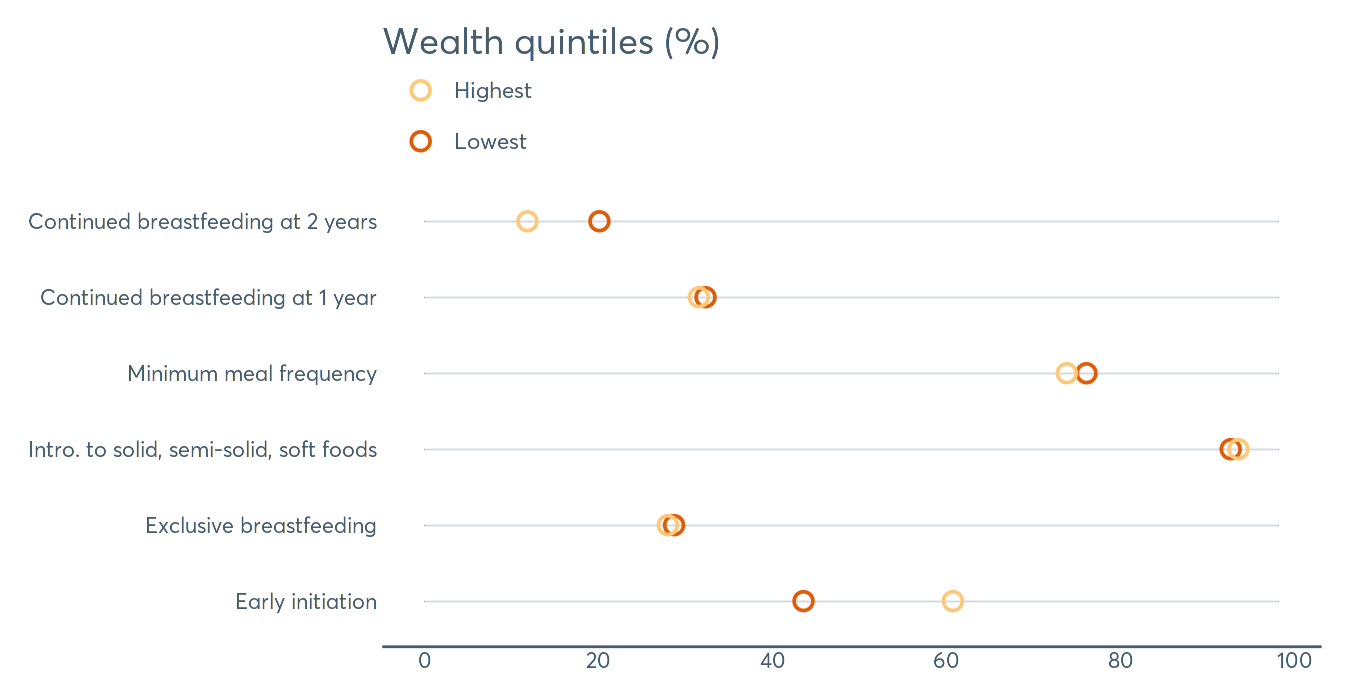 Wealth quintiles (%)
Highest
Lowest
Continued breastfeeding at 2 years
Continued breastfeeding at 1 year
Minimum meal frequency
Intro. to solid, semi-solid, soft foods
Exclusive breastfeeding
Early initiation
0 20 40 60 80 100